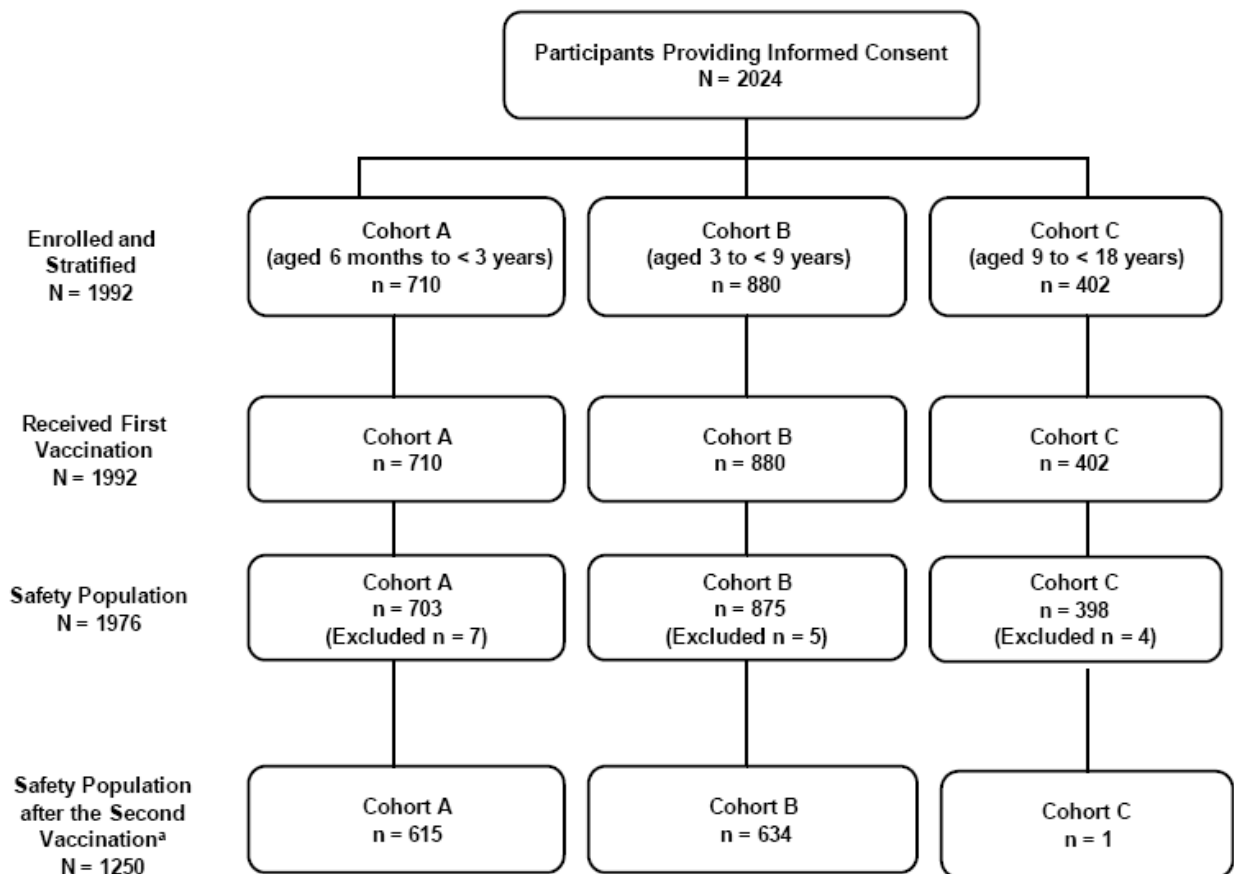 Participants Providing Informed Consent
N = 2024
Enrolled and
Stratified
N = 1992
Cohort A
(aged 6 months to < 3 years)
n = 710
Cohort B
(aged 3 to < 9 years)
n = 880
Cohort C
(aged 9 to < 18 years)
n = 402
Received First
Vaccination
N = 1992
Cohort A
n = 710
Cohort B
n = 880
Cohort C
n = 402
Safety Population
N = 1976
Cohort A
n = 703
(Excluded n = 7)
Cohort B
n = 875
(Excluded n = 5)
Cohort C
n = 398
(Excluded n = 4)
Safety Population
after the Second
Vaccinationᵃ
N = 1250
Cohort A
n = 615
Cohort B
n = 634
Cohort C
n = 1